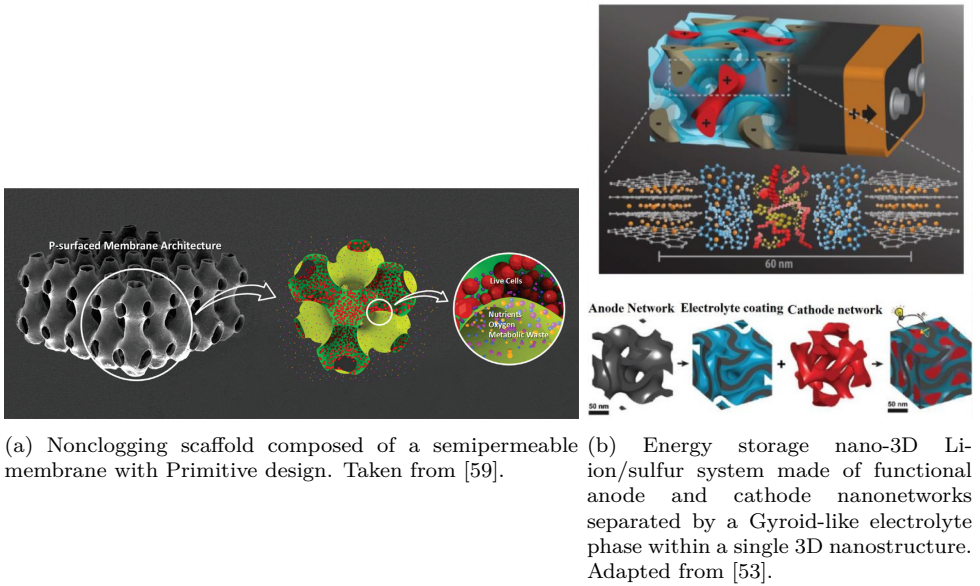 P-surfaced Membrane Architecture
Live Cells
Nutrients
Oxygen
Metabolic Waste
(a) Nonclogging scaffold composed of a semipermeable
membrane with Primitive design. Taken from [59].
-
+
-
-
+
-
+
-
-
+
60 nm
Anode Network
Electrolyte coating
Cathode network
+
50 nm
50 nm
(b) Energy storage nano-3D Li-
ion/sulfur system made of functional
anode and cathode nanonetworks
separated by a Gyroid-like electrolyte
phase within a single 3D nanostructure.
Adapted from [53].